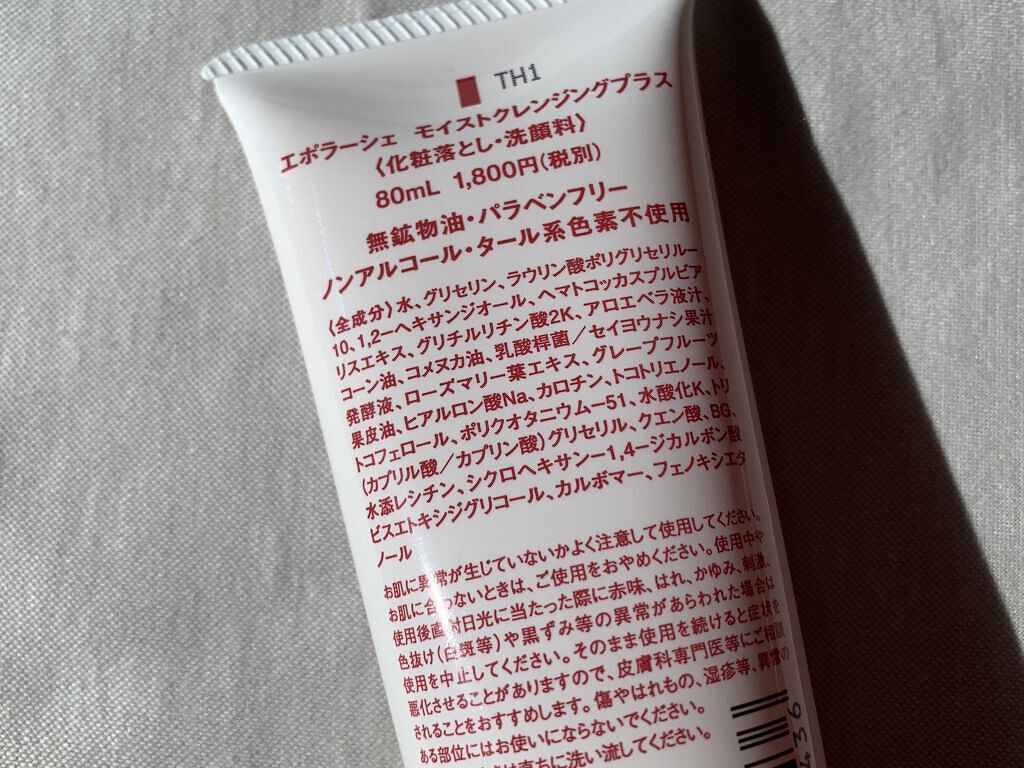 TH1
エポラーシェ モイストクレンジングプラス
〈化粧落とし・洗顔料〉
80mL 1,800円(税別)
無鉱物油・パラベンフリー
ノンアルコール・タール系色素不使用
〈全成分〉水、グリセリン、ラウリン酸ポリグリセリルー
10、1,2ーヘキサンジオール、ヘマトコッカスプルビア
リスエキス、グリチルリチン酸2K、アロエベラ液汁、
コーン油、コメヌカ油、乳酸桿菌／セイヨウナシ果汁
発酵液、ローズマリー葉エキス、グレープフルーツ
果皮油、ヒアルロン酸Na、カロチン、トコトリエノール、
トコフェロール、ポリクオタニウムー51、水酸化K、トリ
(カプリル酸／カプリン酸)グリセリル、クエン酸、BG、
水添レシチン、シクロヘキサンー1,4ージカルボン酸
ビスエトキシジグリコール、カルボマー、フェノキシエタ
ノール
お肌に異常が生じていないかよく注意して使用してください。
お肌に合わないときは、ご使用をおやめください。使用中や
使用後直射日光に当たった際に赤味、はれ、かゆみ、刺激、
色抜け(白斑等)や黒ずみ等の異常があらわれた場合は
使用を中止してください。そのまま使用を続けると症状を
悪化させることがありますので、皮膚科専門医等にご相談
されることをおすすめします。傷やはれもの、湿疹等、異常の
ある部位にはお使いにならないでください。
は直ちに洗い流してください。
436